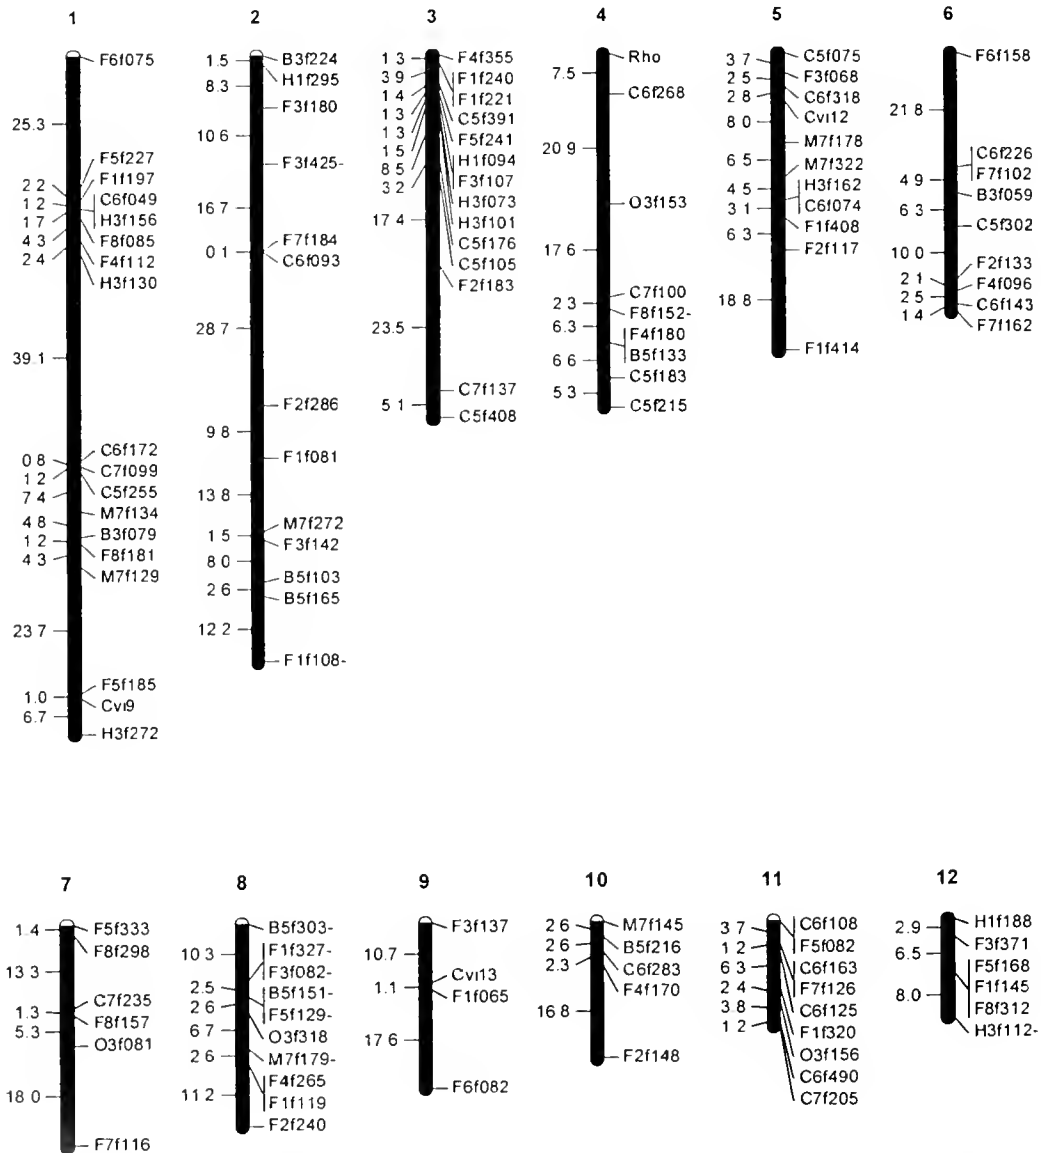 1
F6f075
25.3
F5f227
F1f197
2 2
C6f049
1 2
H3f156
1 7
F8f085
4 3
F4f112
2 4
H3f130
39.1
C6f172
0 8
C7f099
1 2
C5f255
7 4
M7f134
4 8
B3f079
1 2
F8f181
4 3
M7f129
23 7
F5f185
1.0
Cvi9
6.7
H3f272
2
1.5
B3f224
H1f295
8.3
F3f180
10 6
F3f425-
16.7
F7f184
0 1
C6f093
28.7
F2f286
9 8
F1f081
13 8
M7f272
1 5
F3f142
8 0
B5f103
2 6
B5f165
12 2
F1f108-
3
1 3
F4f355
3 9
F1f240
1 4
F1f221
1 3
C5f391
1 3
F5f241
1 5
H1f094
8 5
F3f107
3 2
H3f073
17 4
H3f101
C5f176
C5f105
F2f183
23.5
C7f137
5 1
C5f408
4
Rho
7.5
C6f268
20 9
O3f153
17 6
C7f100
2 3
F8f152-
6 3
F4f180
B5f133
6 6
C5f183
5 3
C5f215
5
3 7
C5f075
2 5
F3f068
2 8
C6f318
Cvi12
8 0
M7f178
6 5
M7f322
4 5
H3f162
3 1
C6f074
6 3
F1f408
F2f117
18 8
F1f414
6
F6f158
21 8
C6f226
F7f102
4 9
B3f059
6 3
C5f302
10 0
F2f133
2 1
F4f096
2 5
C6f143
1 4
F7f162
7
1.4
F5f333
F8f298
13 3
C7f235
1.3
F8f157
5.3
O3f081
18 0
F7f116
8
B5f303-
10 3
F1f327-
F3f082-
2.5
B5f151-
2 6
F5f129-
6 7
O3f318
2 6
M7f179-
F4f265
11 2
F1f119
F2f240
9
F3f137
10.7
Cvi13
1.1
F1f065
17 6
F6f082
10
2 6
M7f145
2 6
B5f216
2.3
C6f283
F4f170
16 8
F2f148
11
3 7
C6f108
1 2
F5f082
6 3
C6f163
2 4
F7f126
3 8
C6f125
1 2
F1f320
O3f156
C6f490
C7f205
12
2.9
H1f188
F3f371
6.5
F5f168
F1f145
8.0
F8f312
H3f112-